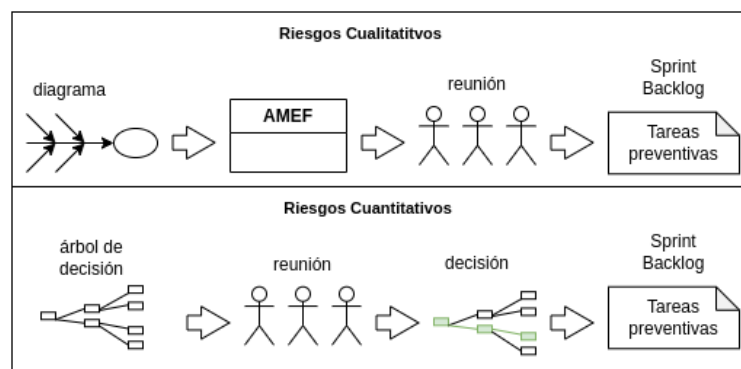 Riesgos Cualitatitvos
diagrama
AMEF
reunión
Sprint
Backlog
Tareas
preventivas
Riesgos Cuantitativos
árbol de
decisión
reunión
decisión
Sprint
Backlog
Tareas
preventivas